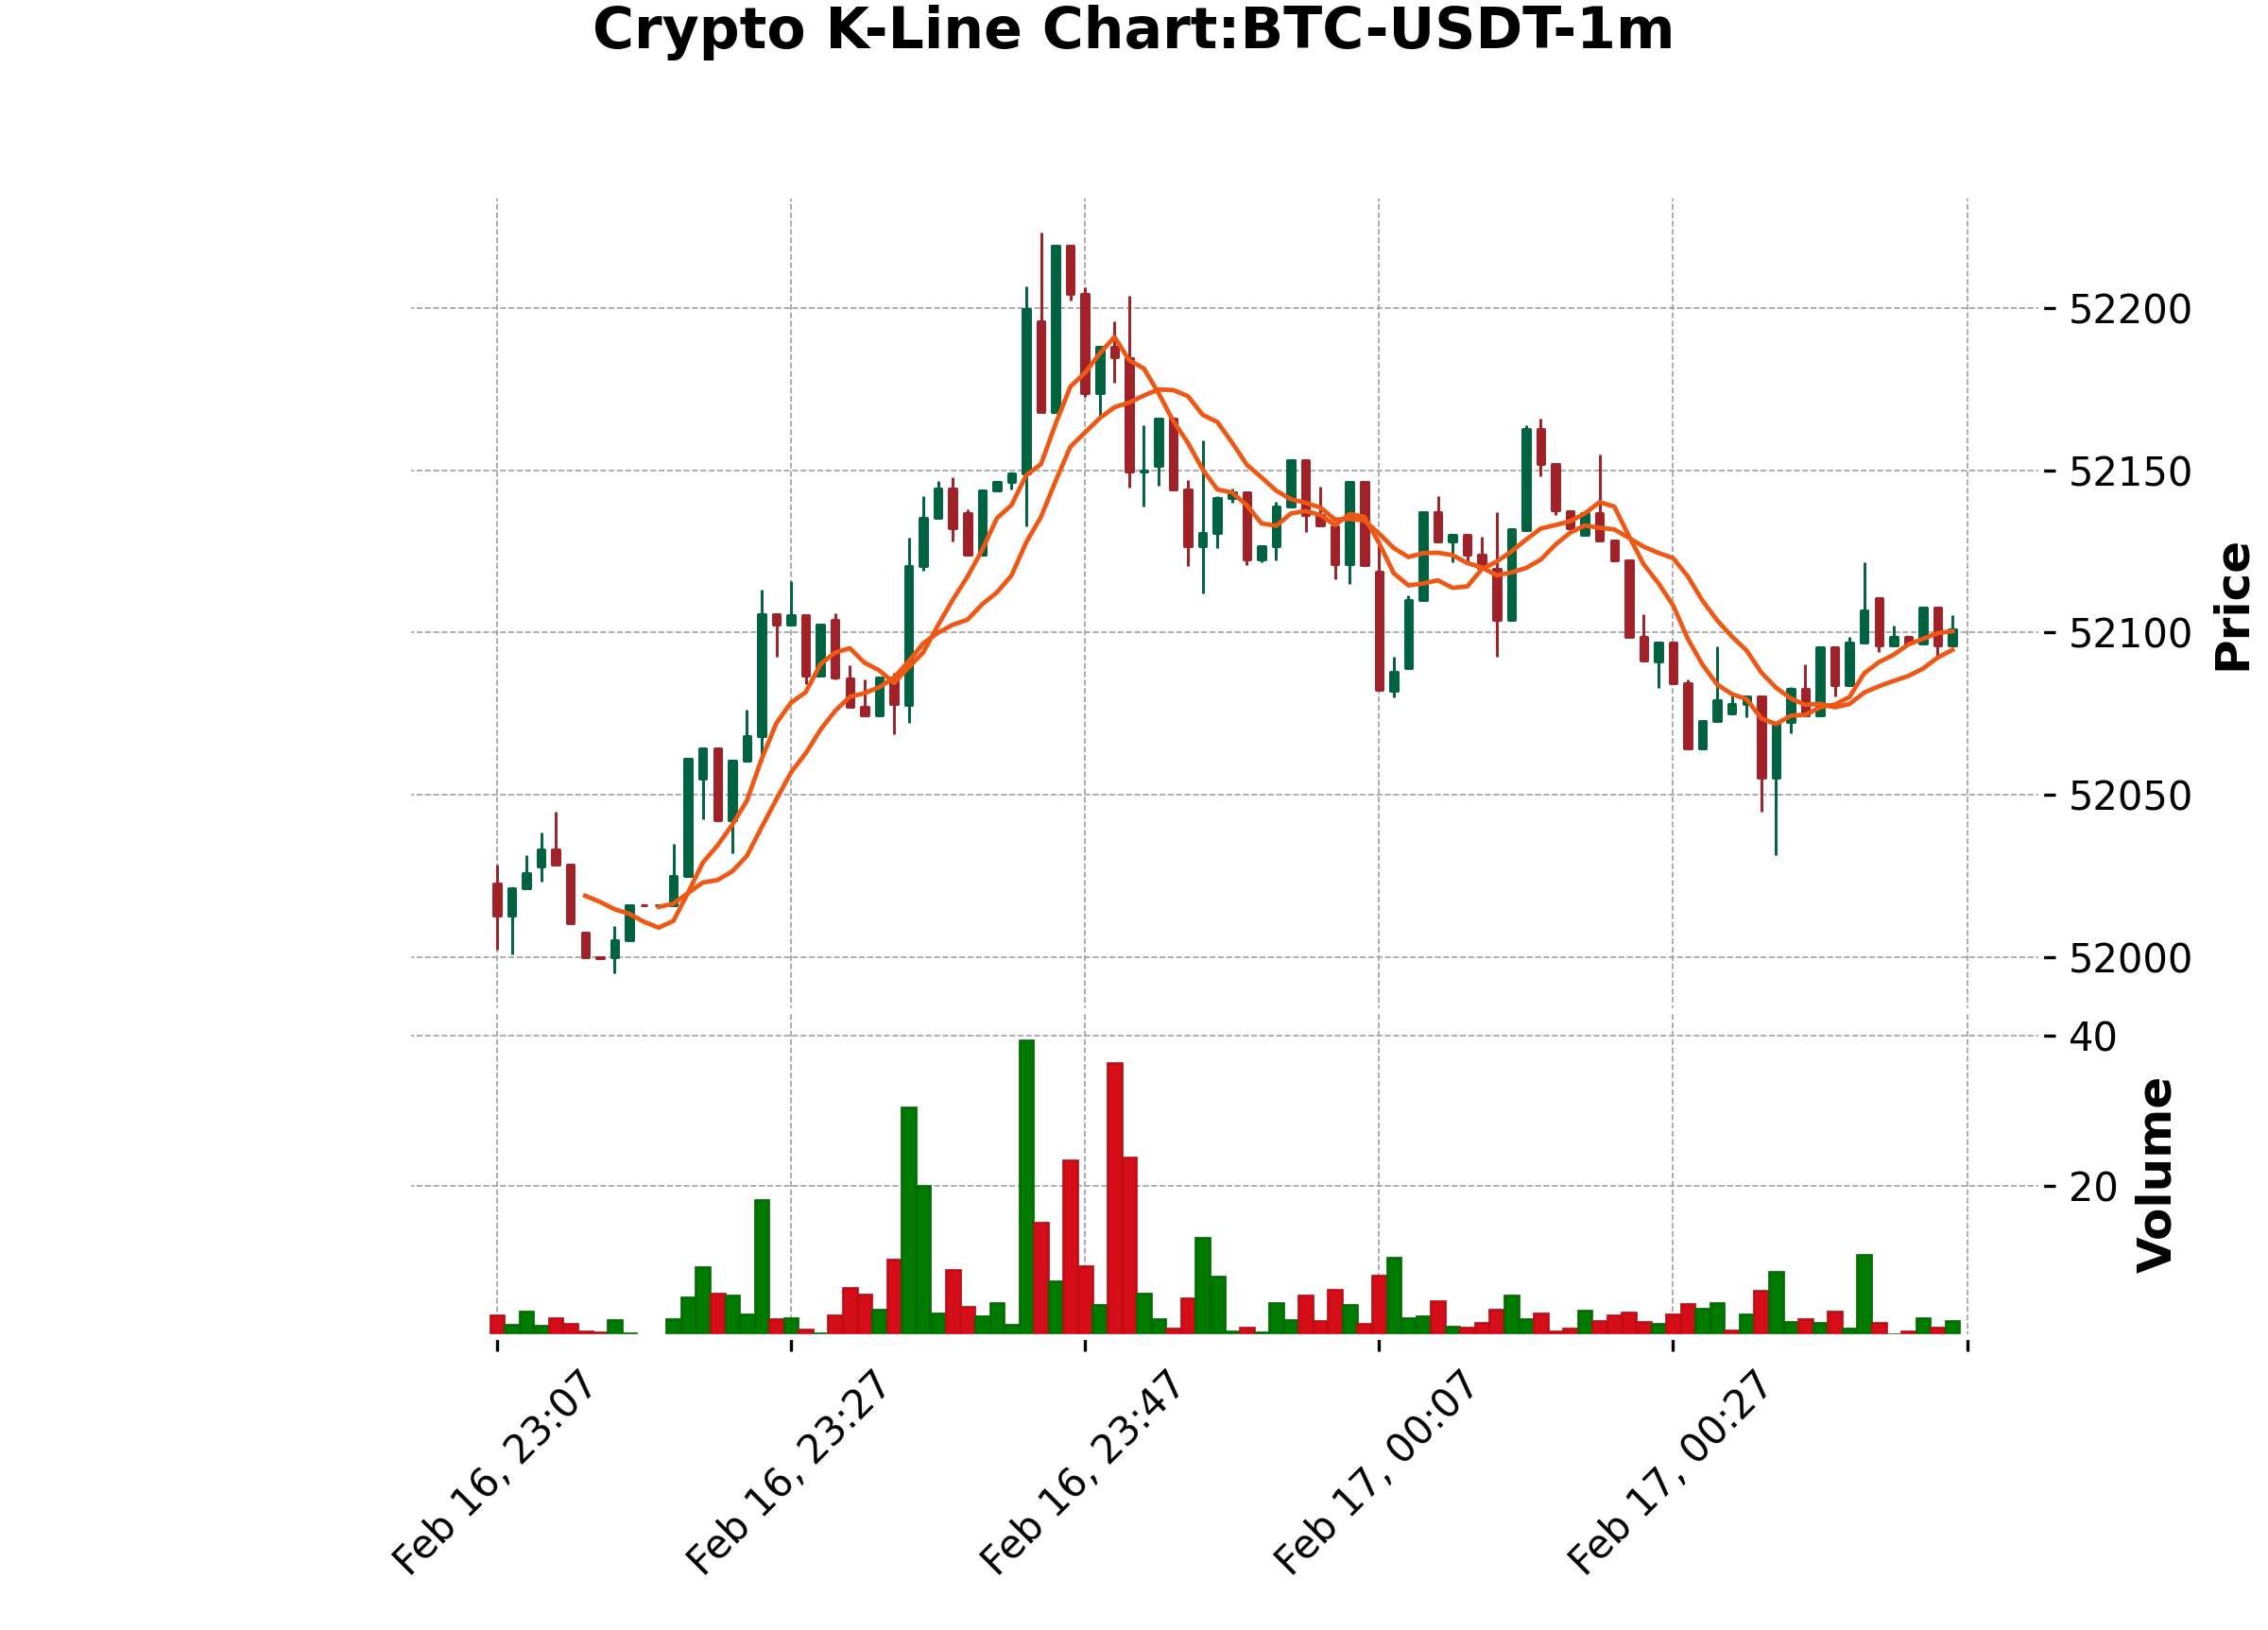 Crypto K-Line Chart:BTC-USDT-1m
52200
52150
52100
52050
52000
Price
40
20
Volume
Feb 16, 23:07
Feb 16, 23:27
Feb 16, 23:47
Feb 17, 00:07
Feb 17, 00:27